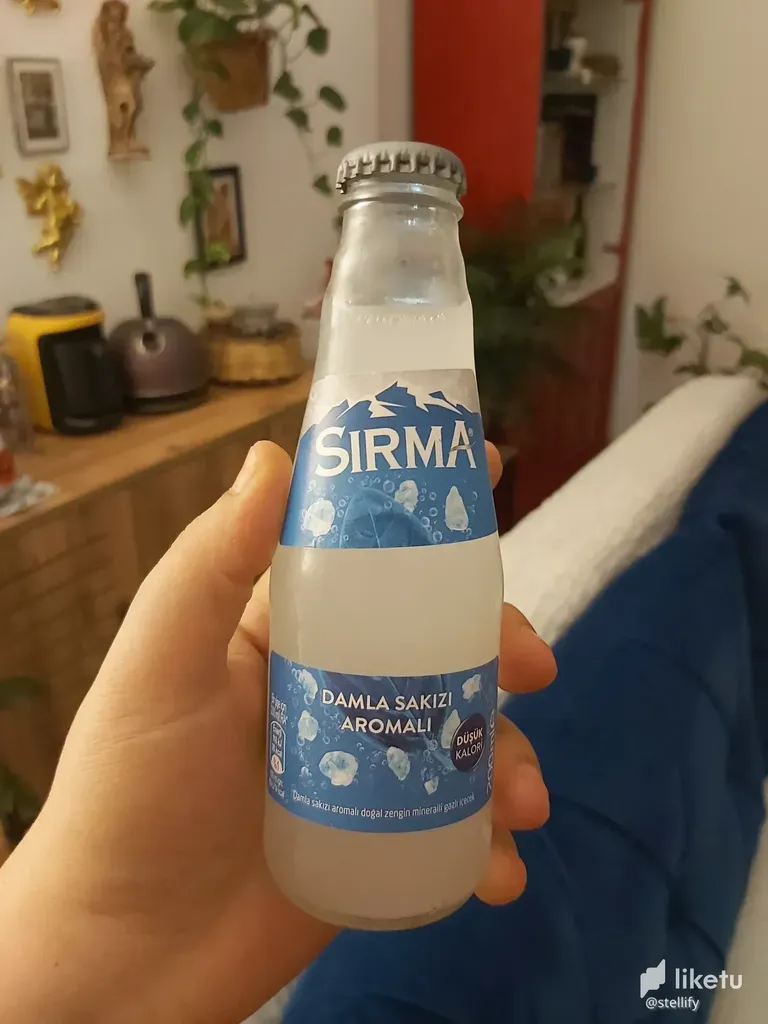 SIRMA
DAMLA SAKIZI
AROMALI
DÜŞÜK
KALORİ
Damla sakızı aromalı doğal zengin mineralli gazlı içecek
liketu
@stellify